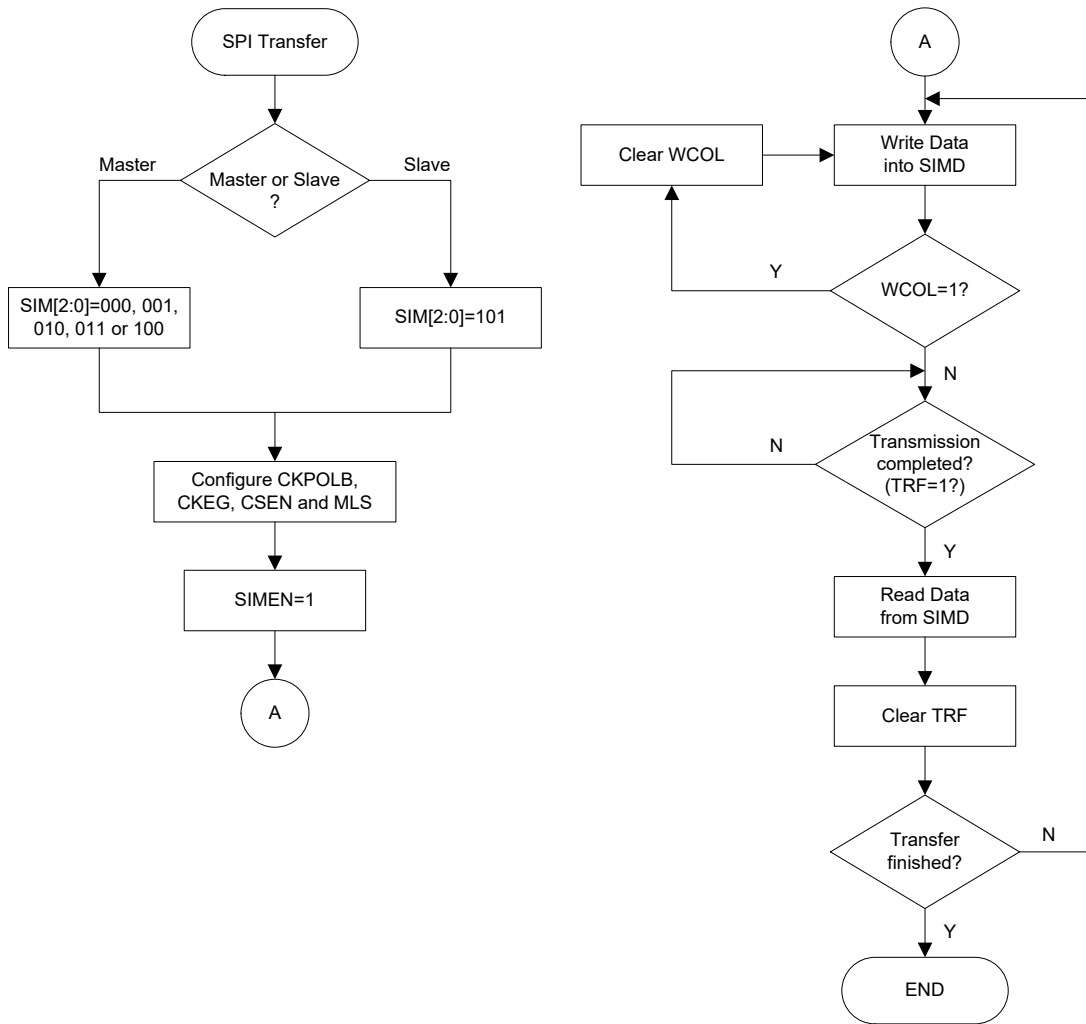 SPI Transfer
Master
Master or Slave
?
Slave
SIM[2:0]=000, 001,
010, 011 or 100
SIM[2:0]=101
Configure CKPOLB,
CKEG, CSEN and MLS
SIMEN=1
A
A
Clear WCOL
Write Data
into SIMD
Y
WCOL=1?
N
N
Transmission
completed?
(TRF=1?)
Y
Read Data
from SIMD
Clear TRF
Transfer
finished?
N
Y
END